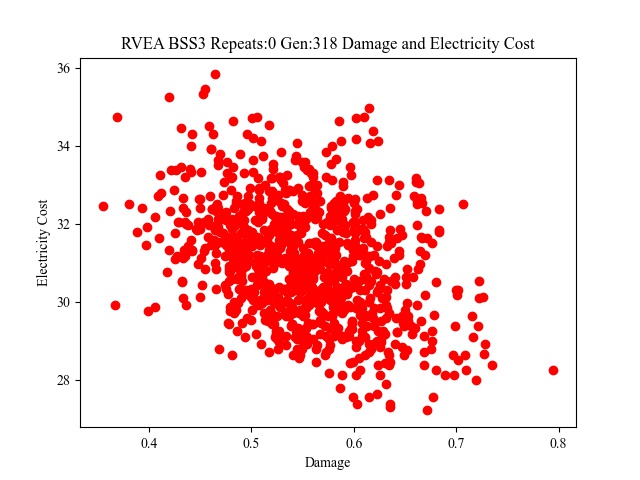 RVEA BSS3 Repeats:0 Gen:318 Damage and Electricity Cost
36
34
32
30
28
Electricity Cost
0.4 0.5 0.6 0.7 0.8
Damage